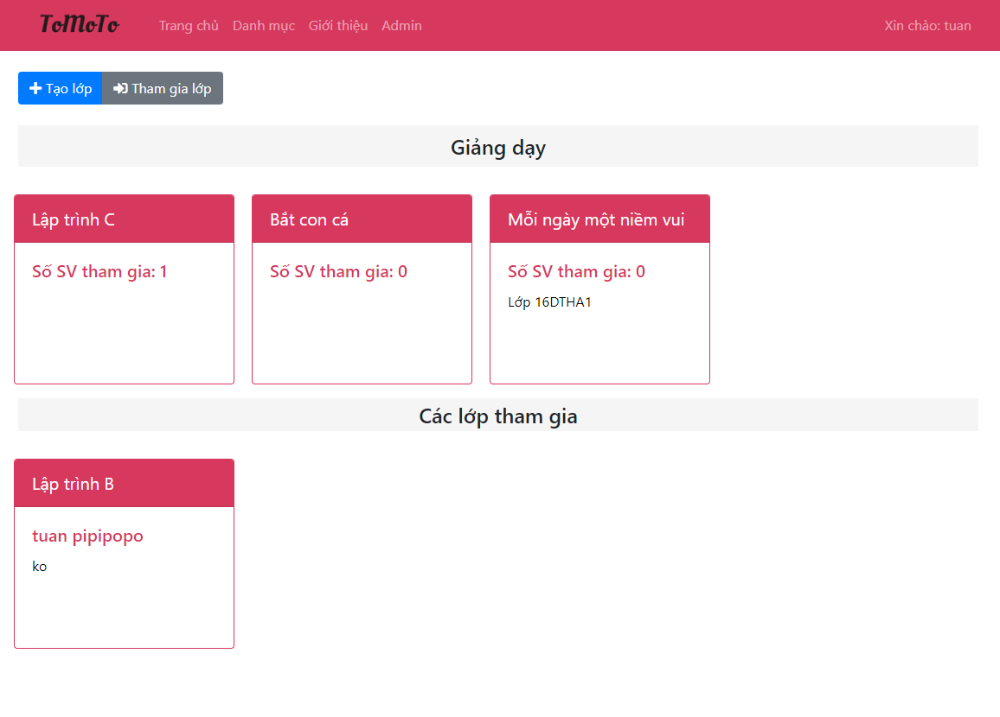 ToMoTo Trang chủ Danh mục Giới thiệu Admin Xin chào: tuan
Tạo lớp Tham gia lớp
Giảng dạy
Lập trình C
Số SV tham gia: 1
Bắt con cá
Số SV tham gia: 0
Mỗi ngày một niềm vui
Số SV tham gia: 0
Lớp 16DTHA1
Các lớp tham gia
Lập trình B
tuan pipipopo
ko